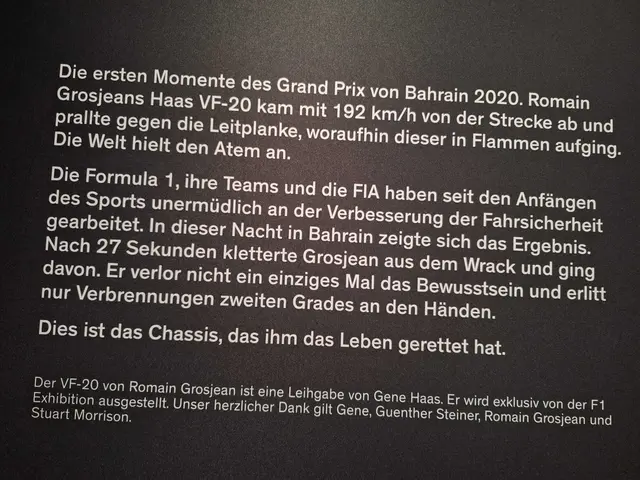 Die ersten Momente des Grand Prix von Bahrain 2020. Romain
Grosjeans Haas VF-20 kam mit 192 km/h von der Strecke ab und
prallte gegen die Leitplanke, woraufhin dieser in Flammen aufging.
Die Welt hielt den Atem an.
Die Formula 1, ihre Teams und die FIA haben seit den Anfängen
des Sports unermüdlich an der Verbesserung der Fahrsicherheit
gearbeitet. In dieser Nacht in Bahrain zeigte sich das Ergebnis.
Nach 27 Sekunden kletterte Grosjean aus dem Wrack und ging
davon. Er verlor nicht ein einziges Mal das Bewusstsein und erlitt
nur Verbrennungen zweiten Grades an den Händen.
Dies ist das Chassis, das ihm das Leben gerettet hat.
Der VF-20 von Romain Grosjean ist eine Leihgabe von Gene Haas. Er wird exklusiv von der F1
Exhibition ausgestellt. Unser herzlicher Dank gilt Gene, Guenther Steiner, Romain Grosjean und
Stuart Morrison.